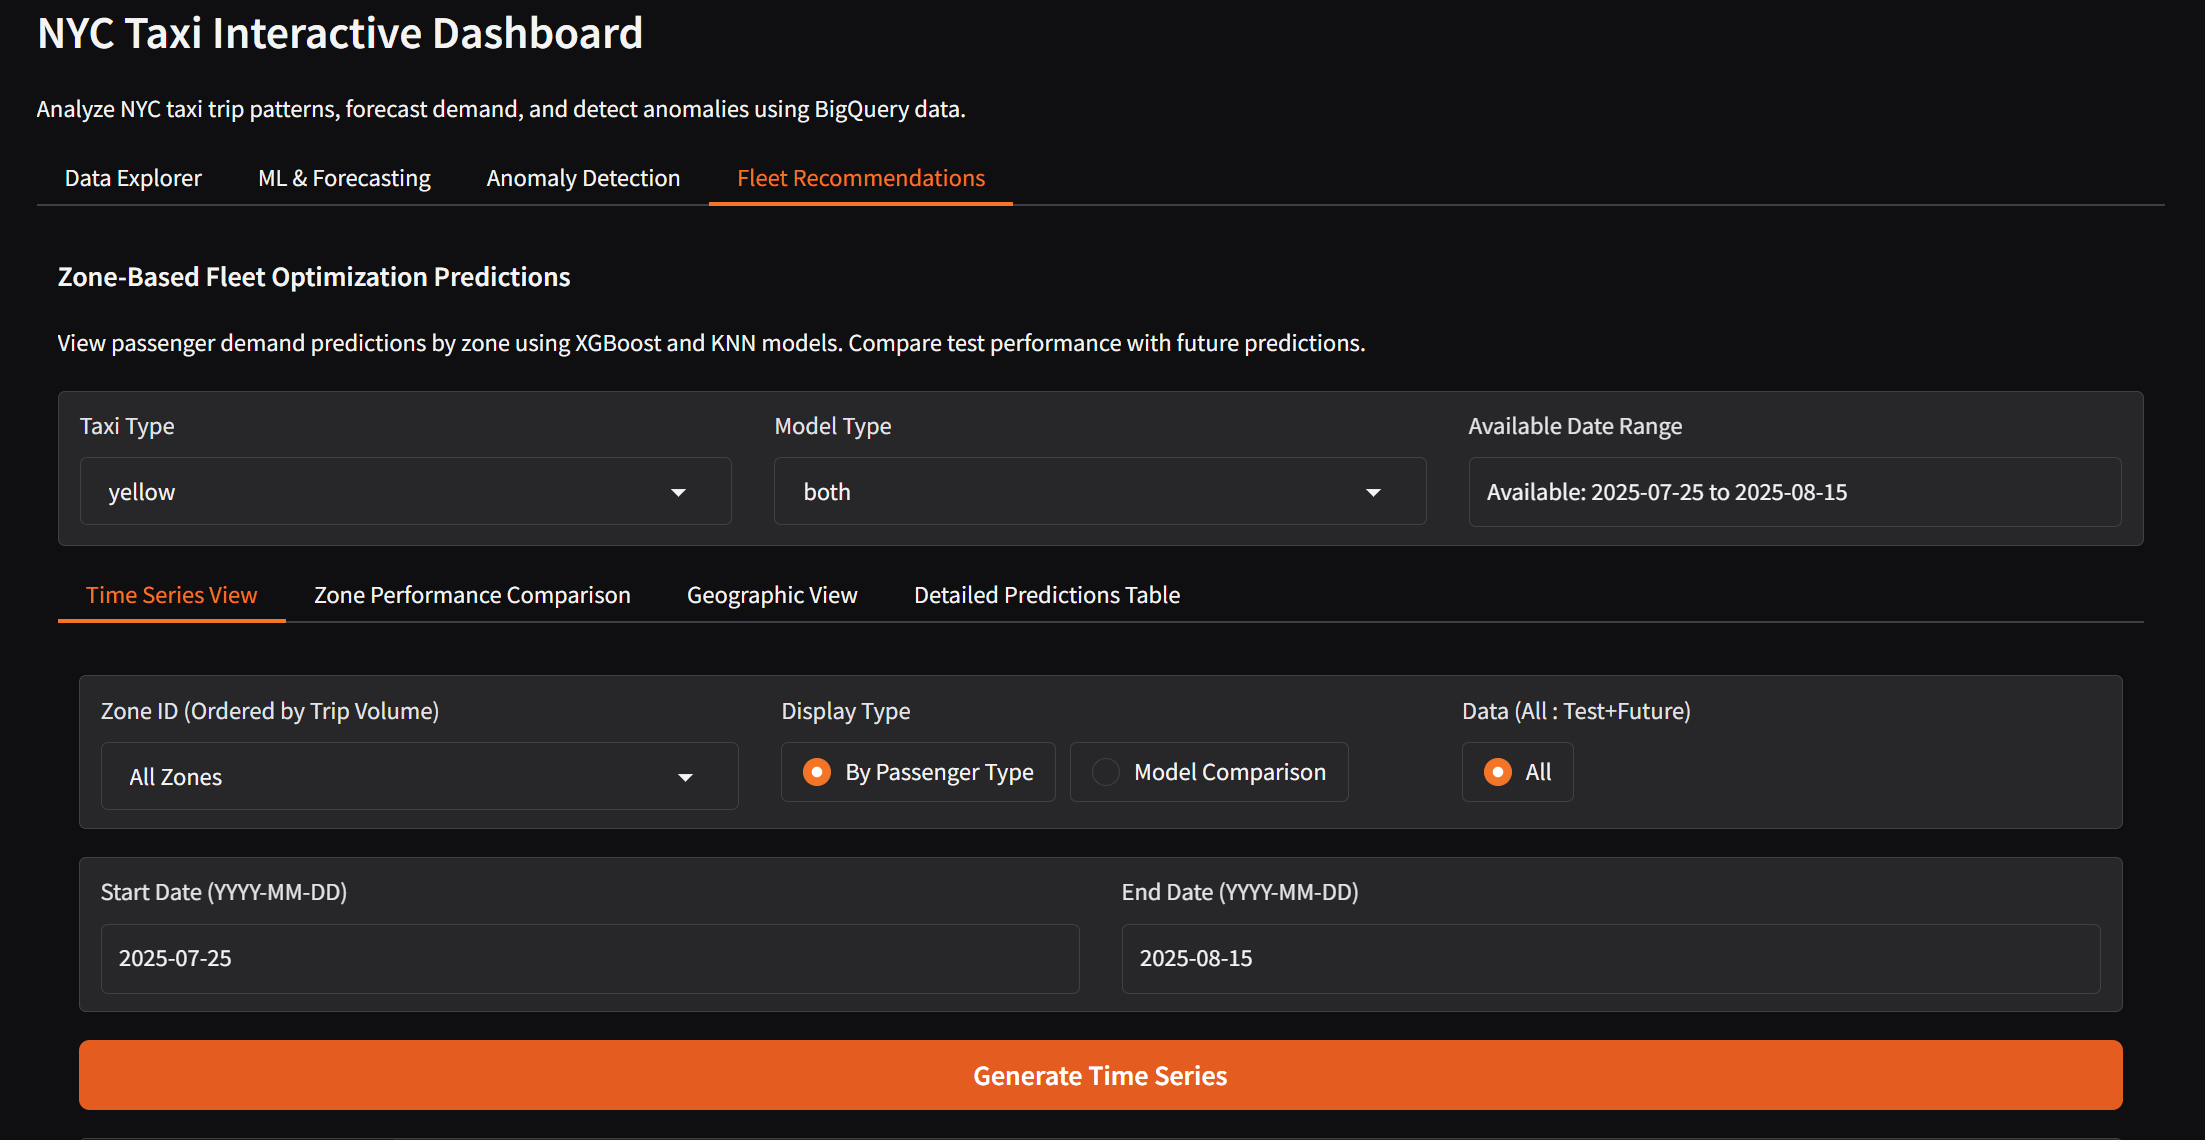 NYC Taxi Interactive Dashboard
Analyze NYC taxi trip patterns, forecast demand, and detect anomalies using BigQuery data.
Data Explorer
ML & Forecasting
Anomaly Detection
Fleet Recommendations
Zone-Based Fleet Optimization Predictions
View passenger demand predictions by zone using XGBoost and KNN models. Compare test performance with future predictions.
Taxi Type
Model Type
Available Date Range
yellow
both
Available: 2025-07-25 to 2025-08-15
Time Series View
Zone Performance Comparison
Geographic View
Detailed Predictions Table
Zone ID (Ordered by Trip Volume)
Display Type
Data (All : Test+Future)
All Zones
By Passenger Type
Model Comparison
All
Start Date (YYYY-MM-DD)
End Date (YYYY-MM-DD)
2025-07-25
2025-08-15
Generate Time Series